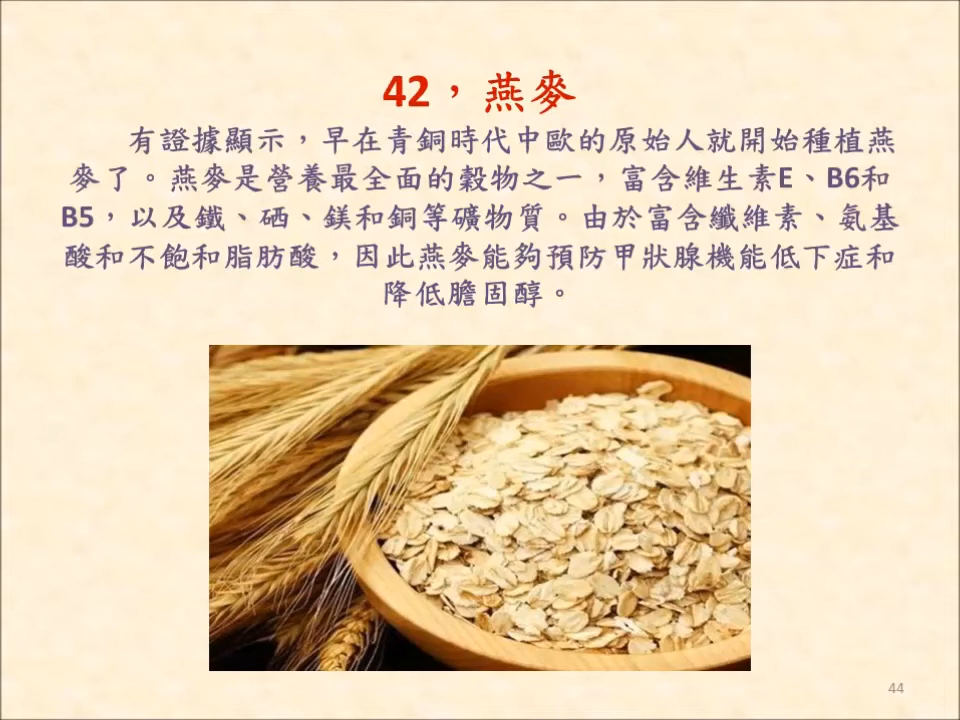 42，燕麥
有證據顯示，早在青銅時代中歐的原始人就開始種植燕
麥了。燕麥是營養最全面的穀物之一，富含維生素E、B6和
B5，以及鐵、硒、鎂和銅等礦物質。由於富含纖維素、氨基
酸和不飽和脂肪酸，因此燕麥能夠預防甲狀腺機能低下症和
降低膽固醇。
44